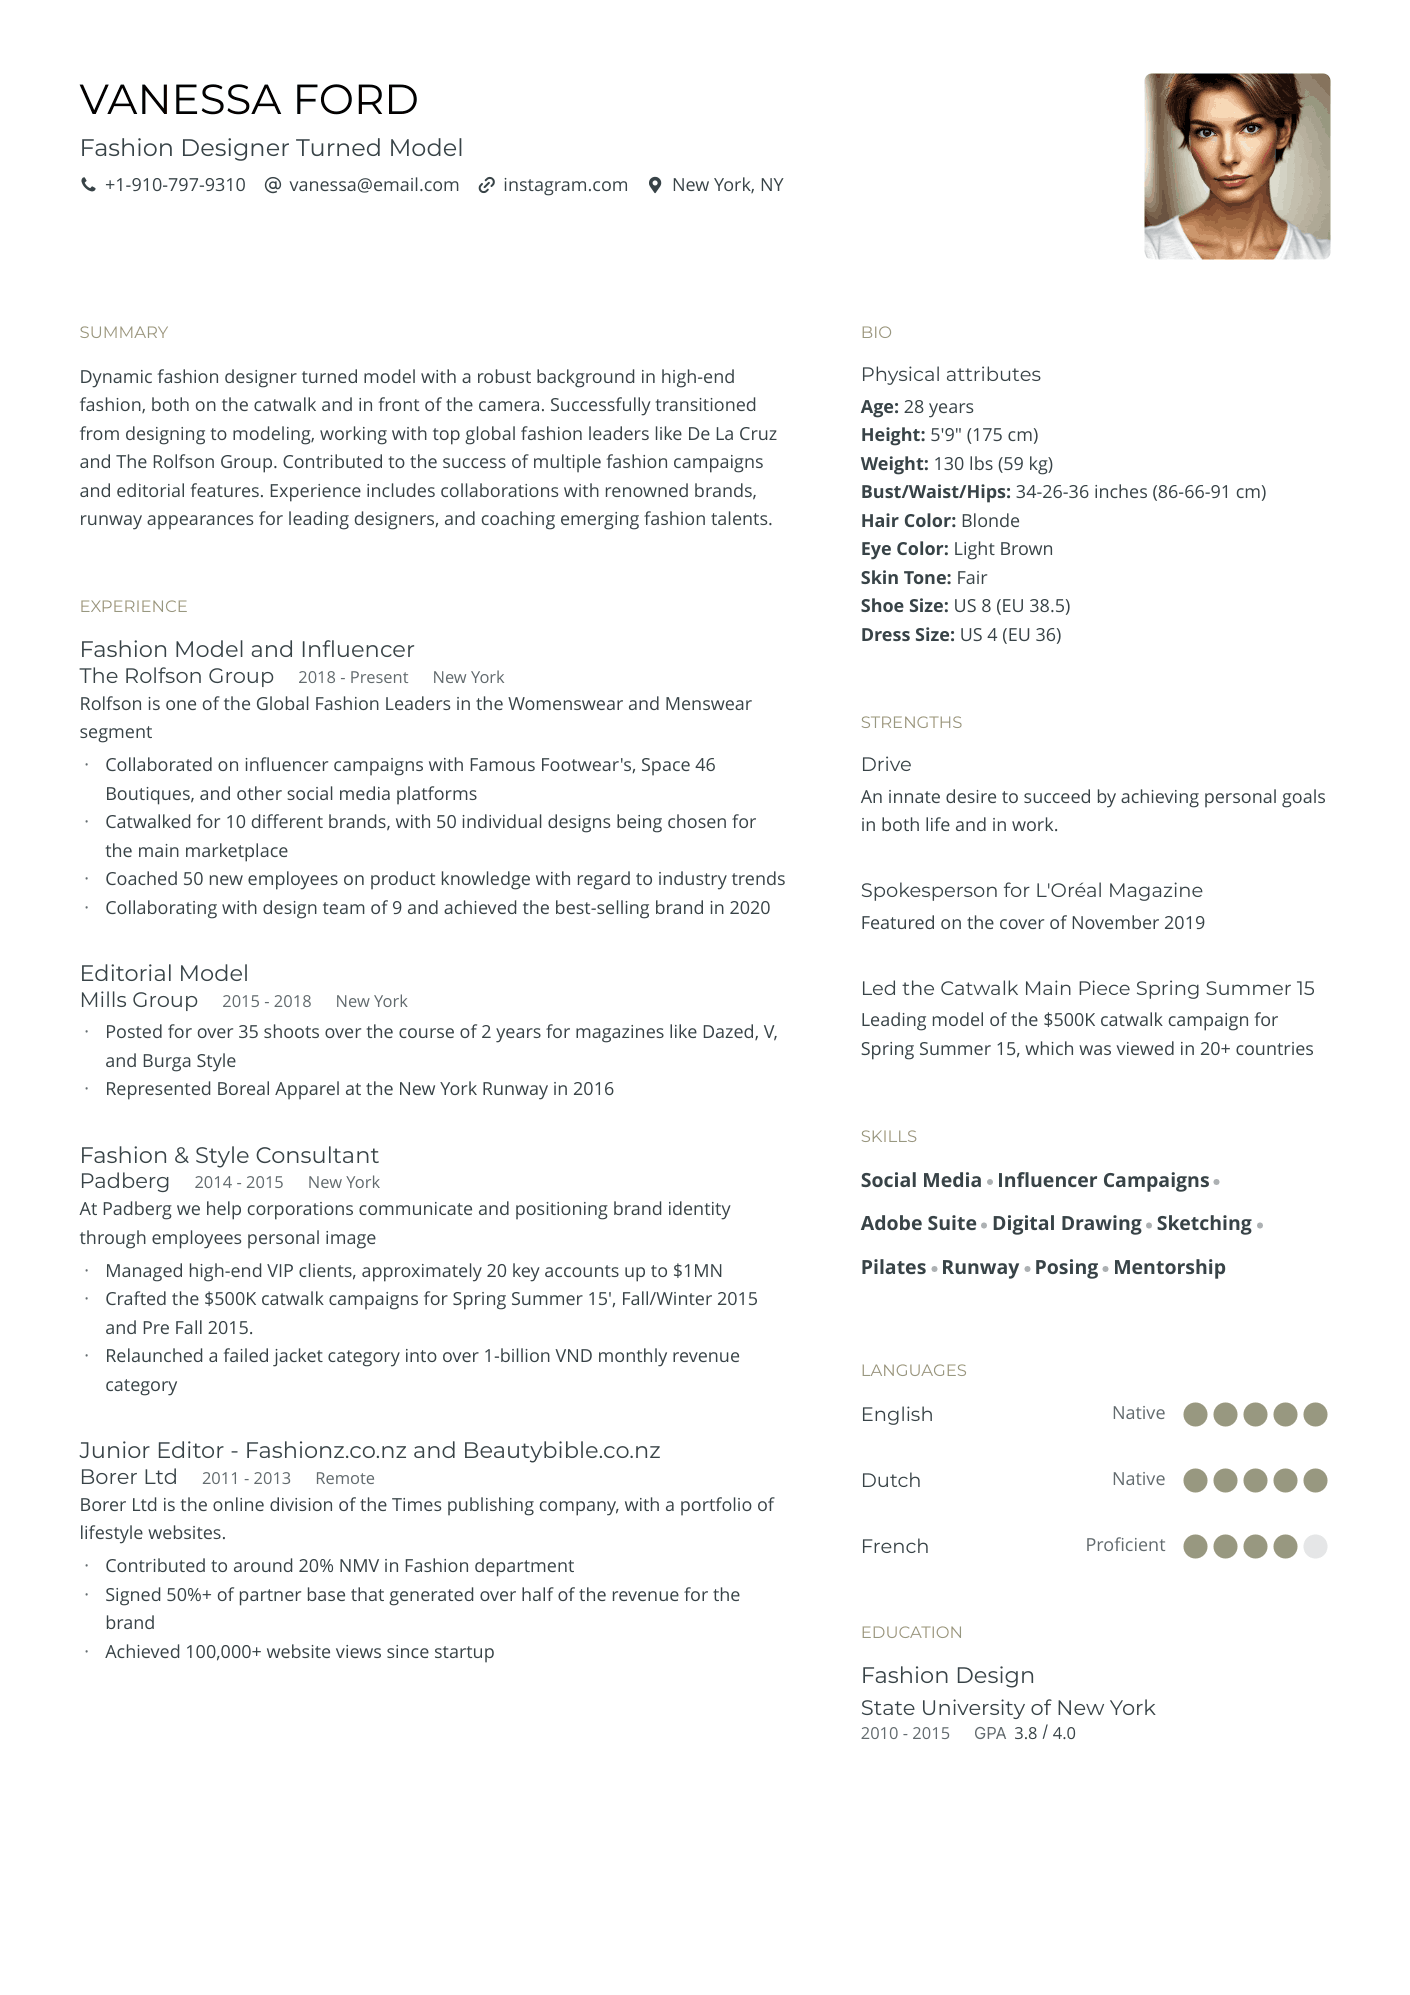 VANESSA FORD
Fashion Designer Turned Model
+1-910-797-9310 vanessa@email.com instagram.com New York, NY
SUMMARY
Dynamic fashion designer turned model with a robust background in high-end
fashion, both on the catwalk and in front of the camera. Successfully transitioned
from designing to modeling, working with top global fashion leaders like De La Cruz
and The Rolfson Group. Contributed to the success of multiple fashion campaigns
and editorial features. Experience includes collaborations with renowned brands,
runway appearances for leading designers, and coaching emerging fashion talents.
EXPERIENCE
Fashion Model and Influencer
The Rolfson Group 2018 - Present New York
Rolfson is one of the Global Fashion Leaders in the Womenswear and Menswear
segment
· Collaborated on influencer campaigns with Famous Footwear's, Space 46
Boutiques, and other social media platforms
· Catwalked for 10 different brands, with 50 individual designs being chosen for
the main marketplace
· Coached 50 new employees on product knowledge with regard to industry trends
· Collaborating with design team of 9 and achieved the best-selling brand in 2020
Editorial Model
Mills Group 2015 - 2018 New York
· Posted for over 35 shoots over the course of 2 years for magazines like Dazed, V,
and Burga Style
· Represented Boreal Apparel at the New York Runway in 2016
Fashion & Style Consultant
Padberg 2014 - 2015 New York
At Padberg we help corporations communicate and positioning brand identity
through employees personal image
· Managed high-end VIP clients, approximately 20 key accounts up to $1MN
· Crafted the $500K catwalk campaigns for Spring Summer 15', Fall/Winter 2015
and Pre Fall 2015.
· Relaunched a failed jacket category into over 1-billion VND monthly revenue
category
Junior Editor - Fashionz.co.nz and Beautybible.co.nz
Borer Ltd 2011 - 2013 Remote
Borer Ltd is the online division of the Times publishing company, with a portfolio of
lifestyle websites.
· Contributed to around 20% NMV in Fashion department
· Signed 50%+ of partner base that generated over half of the revenue for the
brand
· Achieved 100,000+ website views since startup
BIO
Physical attributes
Age: 28 years
Height: 5'9" (175 cm)
Weight: 130 lbs (59 kg)
Bust/Waist/Hips: 34-26-36 inches (86-66-91 cm)
Hair Color: Blonde
Eye Color: Light Brown
Skin Tone: Fair
Shoe Size: US 8 (EU 38.5)
Dress Size: US 4 (EU 36)
STRENGTHS
Drive
An innate desire to succeed by achieving personal goals
in both life and in work.
Spokesperson for L'Oréal Magazine
Featured on the cover of November 2019
Led the Catwalk Main Piece Spring Summer 15
Leading model of the $500K catwalk campaign for
Spring Summer 15, which was viewed in 20+ countries
SKILLS
Social Media • Influencer Campaigns •
Adobe Suite • Digital Drawing • Sketching •
Pilates • Runway • Posing • Mentorship
LANGUAGES
English Native
Dutch Native
French Proficient
EDUCATION
Fashion Design
State University of New York
2010 - 2015 GPA 3.8 / 4.0